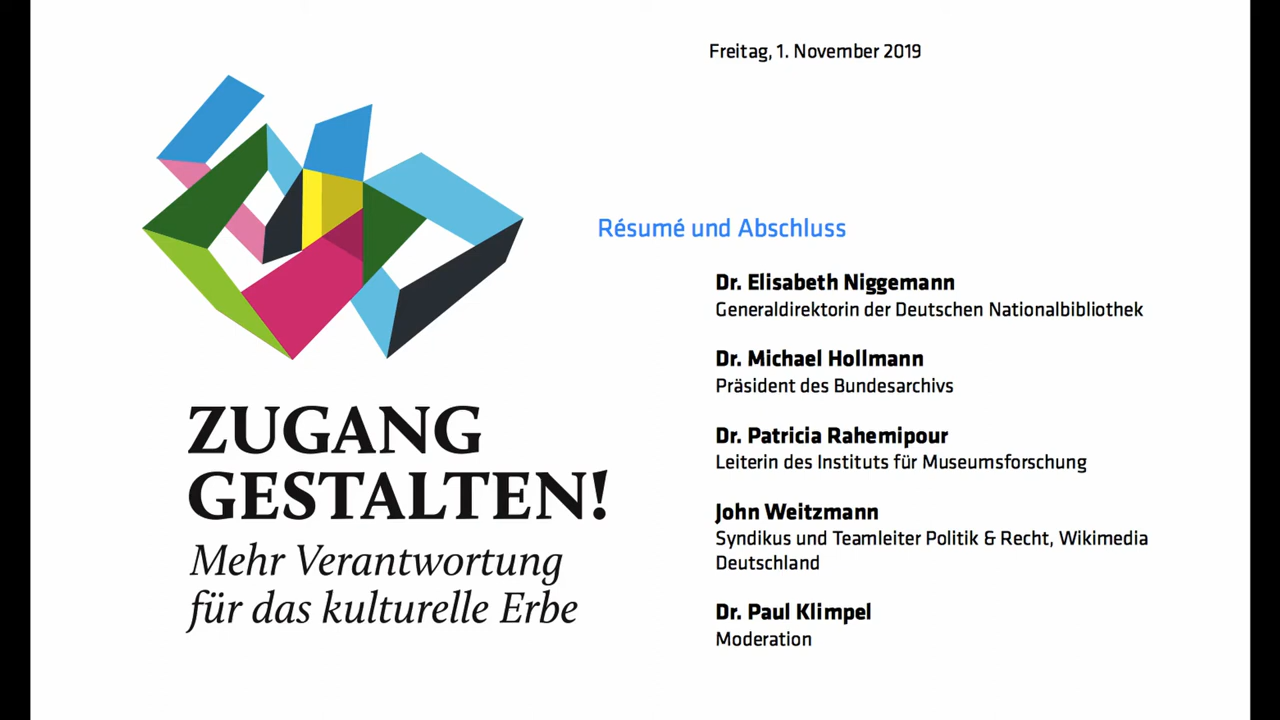 Freitag, 1. November 2019
ZUGANG
GESTALTEN!
Mehr Verantwortung
für das kulturelle Erbe
Résumé und Abschluss
Dr. Elisabeth Niggemann
Generaldirektorin der Deutschen Nationalbibliothek
Dr. Michael Hollmann
Präsident des Bundesarchivs
Dr. Patricia Rahemipour
Leiterin des Instituts für Museumsforschung
John Weitzmann
Syndikus und Teamleiter Politik & Recht, Wikimedia
Deutschland
Dr. Paul Klimpel
Moderation